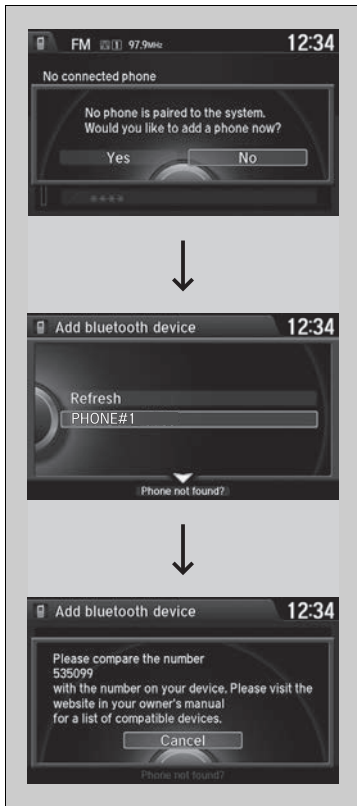 FM 97.9MHz 12:34
No connected phone
No phone is paired to the system.
Would you like to add a phone now?
Yes No
Add bluetooth device 12:34
Refresh
PHONE#1
Phone not found?
Add bluetooth device 12:34
Please compare the number
535099
with the number on your device. Please visit the
website in your owner's manual
for a list of compatible devices.
Cancel
Phone not found?